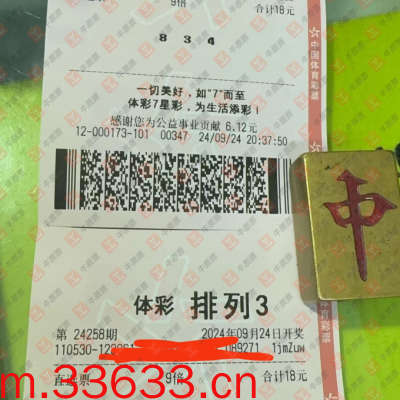 9倍 合计18元
8 3 4
一切美好，如“7”而至
体彩7星彩，为生活添彩！
感谢您为公益事业贡献 6.12元
12-000173-101 00347 24/09/24 20:37:50
中国体育彩票
中
体彩 排列3
第 24258期 2024年09月24日开奖
110530- 1jmZuw
9倍 合计18元
m.33633.cn